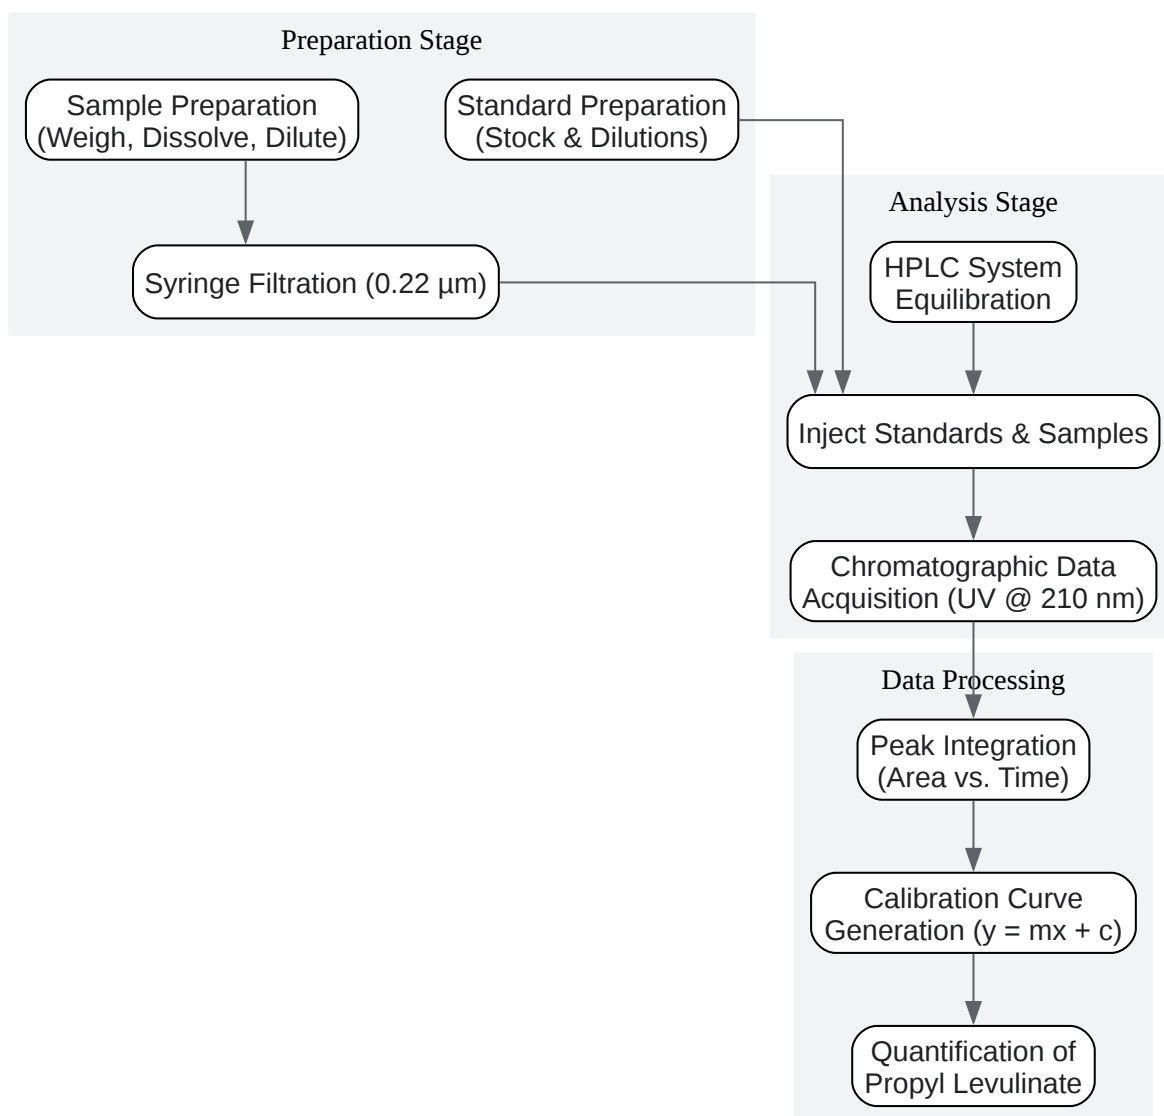 Preparation Stage
Sample Preparation
(Weigh, Dissolve, Dilute)
Standard Preparation
(Stock & Dilutions)
Syringe Filtration (0.22 µm)
Analysis Stage
HPLC System
Equilibration
Inject Standards & Samples
Chromatographic Data
Acquisition (UV @ 210 nm)
Data Processing
Peak Integration
(Area vs. Time)
Calibration Curve
Generation (y = mx + c)
Quantification of
Propyl Levulinate